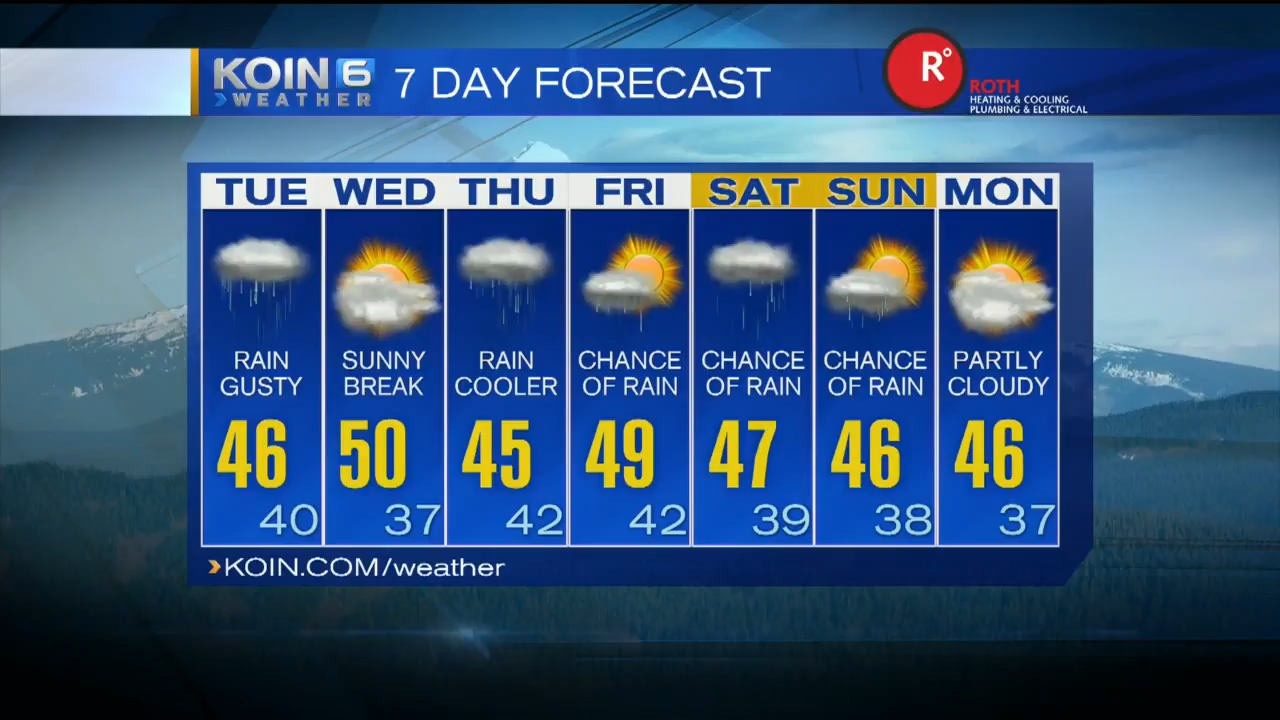 KOIN 6
WEATHER
7 DAY FORECAST
R°
ROTH
HEATING & COOLING
PLUMBING & ELECTRICAL
TUE WED THU FRI SAT SUN MON
RAIN GUSTY
SUNNY BREAK
RAIN COOLER
CHANCE OF RAIN
CHANCE OF RAIN
CHANCE OF RAIN
PARTLY CLOUDY
46 50 45 49 47 46 46
40 37 42 42 39 38 37
KOIN.COM/weather